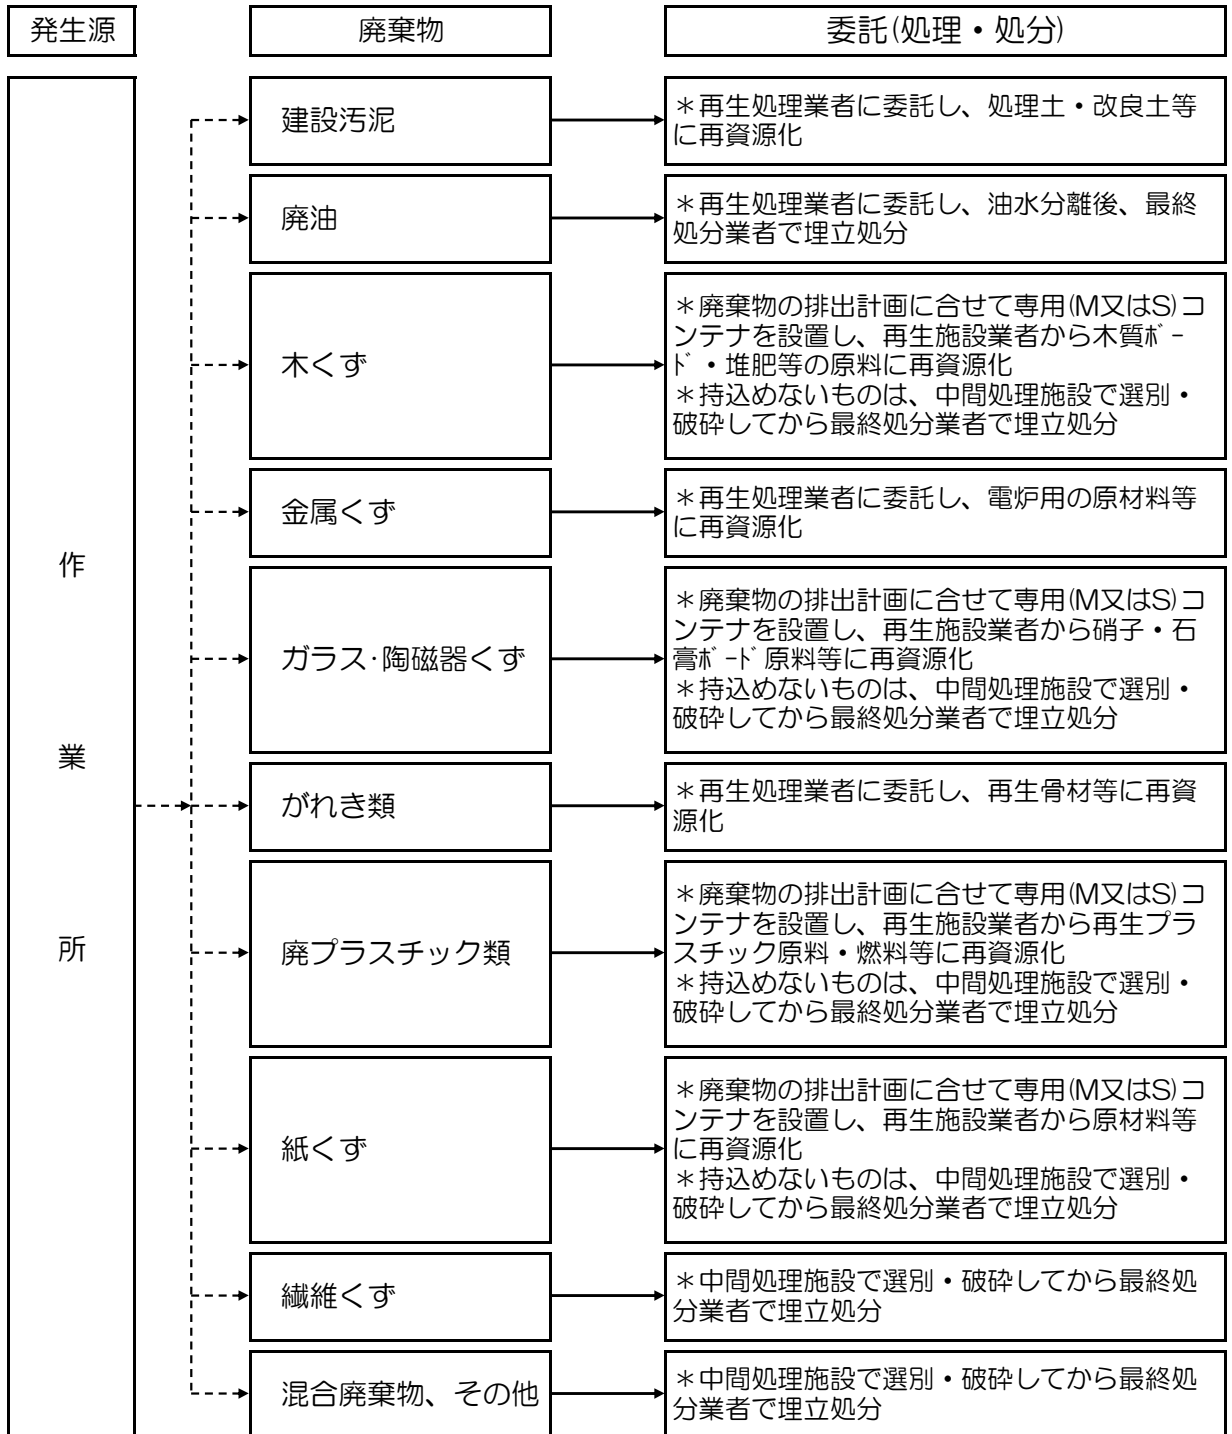 発生源
廃棄物
委託(処理・処分)
作
業
所
建設汚泥
＊再生処理業者に委託し、処理土・改良土等
に再資源化
廃油
＊再生処理業者に委託し、油水分離後、最終
処分業者で埋立処分
木くず
＊廃棄物の排出計画に合せて専用(M又はS)コ
ンテナを設置し、再生施設業者から木質ﾎﾞｰ
ﾄﾞ・堆肥等の原料に再資源化
＊持込めないものは、中間処理施設で選別・
破砕してから最終処分業者で埋立処分
金属くず
＊再生処理業者に委託し、電炉用の原材料等
に再資源化
ガラス･陶磁器くず
＊廃棄物の排出計画に合せて専用(M又はS)コ
ンテナを設置し、再生施設業者から硝子・石
膏ﾎﾞｰﾄﾞ原料等に再資源化
＊持込めないものは、中間処理施設で選別・
破砕してから最終処分業者で埋立処分
がれき類
＊再生処理業者に委託し、再生骨材等に再資
源化
廃プラスチック類
＊廃棄物の排出計画に合せて専用(M又はS)コ
ンテナを設置し、再生施設業者から再生プラ
スチック原料・燃料等に再資源化
＊持込めないものは、中間処理施設で選別・
破砕してから最終処分業者で埋立処分
紙くず
＊廃棄物の排出計画に合せて専用(M又はS)コ
ンテナを設置し、再生施設業者から原材料等
に再資源化
＊持込めないものは、中間処理施設で選別・
破砕してから最終処分業者で埋立処分
繊維くず
＊中間処理施設で選別・破砕してから最終処
分業者で埋立処分
混合廃棄物、その他
＊中間処理施設で選別・破砕してから最終処
分業者で埋立処分